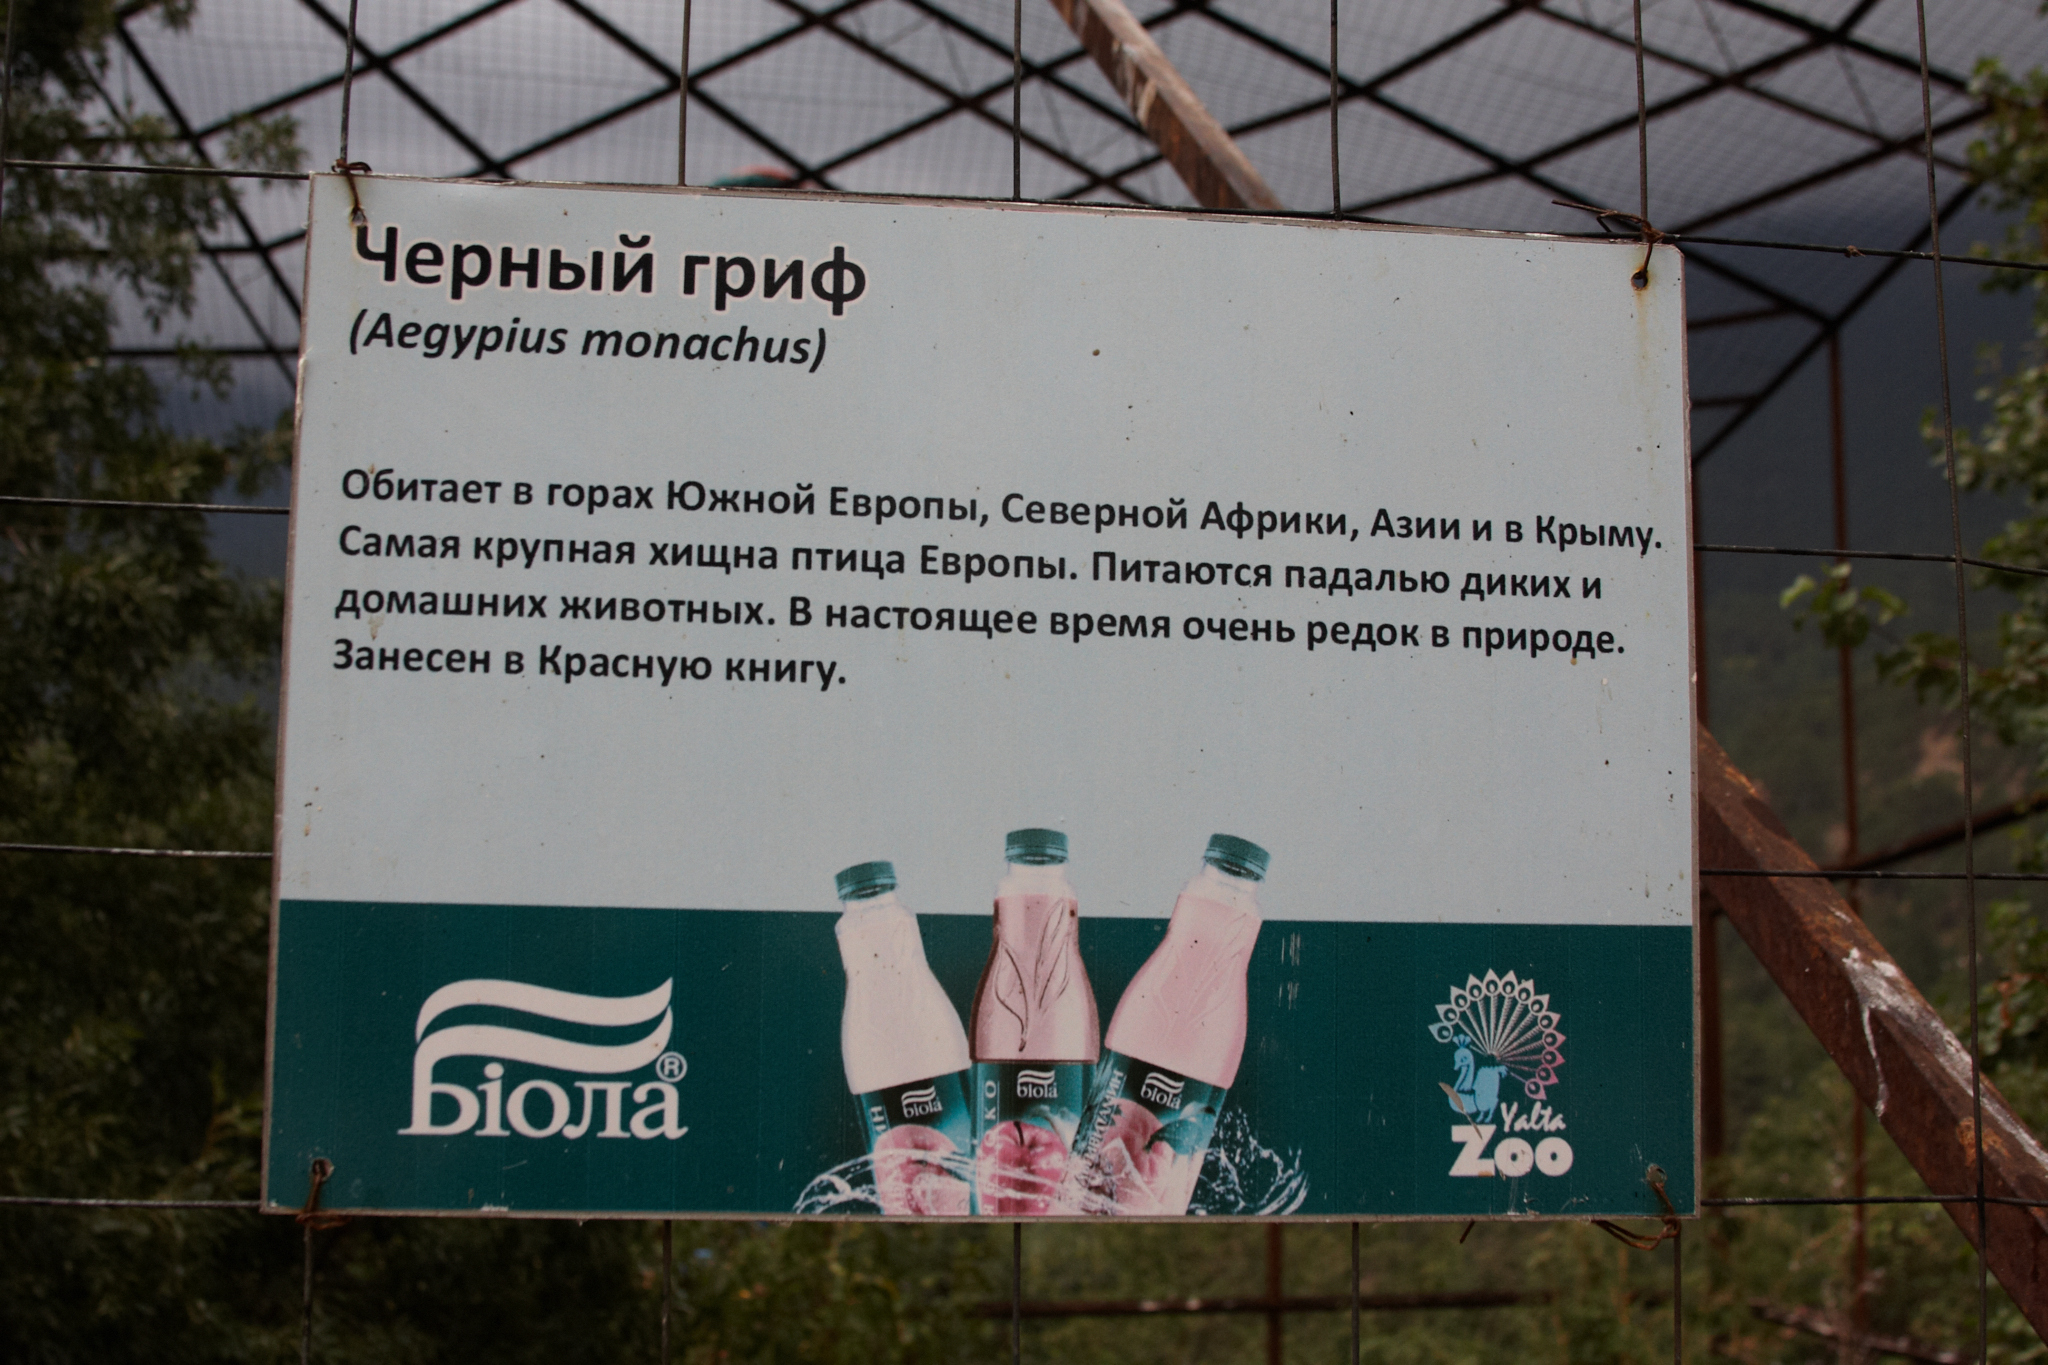 Черный гриф
(Aegypius monachus)
Обитает в горах Южной Европы, Северной Африки, Азии и в Крыму.
Самая крупная хищна птица Европы. Питаются падалью диких и
домашних животных. В настоящее время очень редок в природе.
Занесен в Красную книгу.
Біола®
біола
біола
біола
Yalta
Zoo